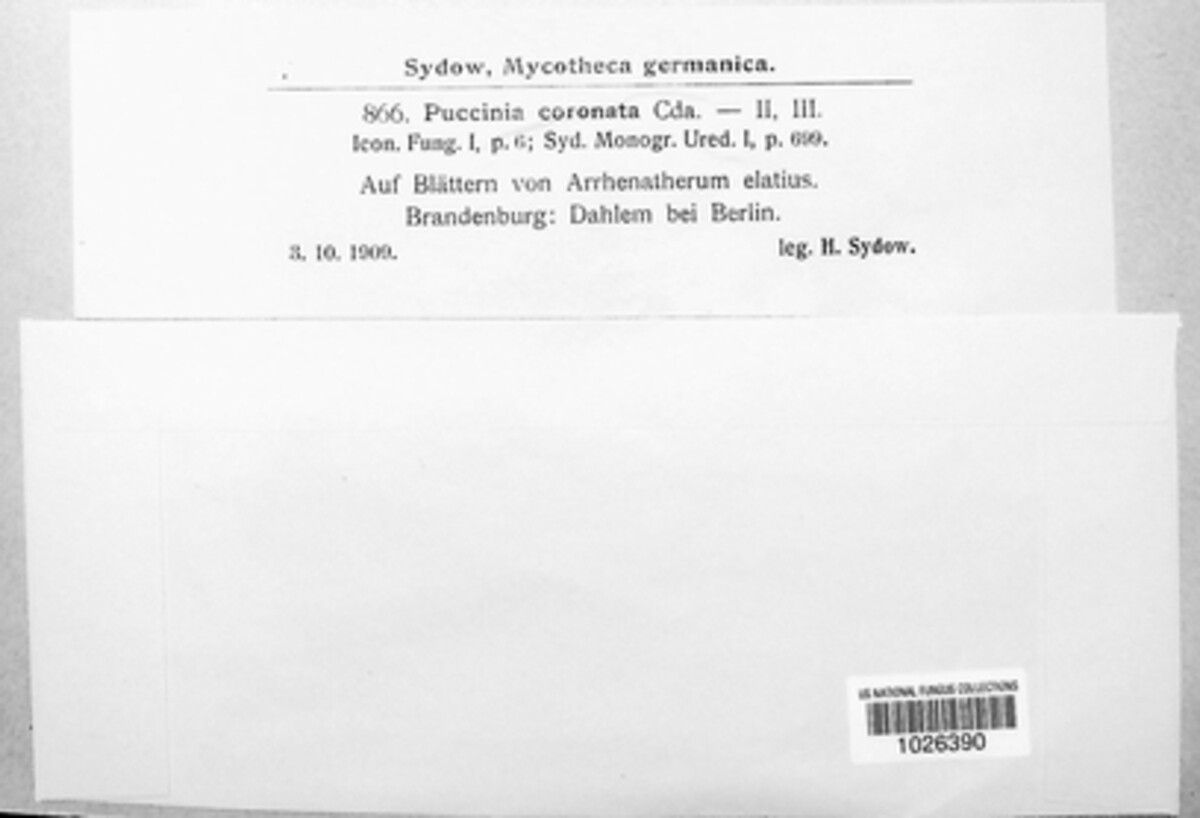 Sydow, Mycotheca germanica.
866. Puccinia coronata Cda. — II, III.
Icon. Fung. I, p. 6; Syd. Monogr. Ured. I, p. 699.
Auf Blättern von Arrhenatherum elatius.
Brandenburg: Dahlem bei Berlin.
3. 10. 1909. leg. H. Sydow.
US NATIONAL FUNGUS COLLECTIONS
1026390